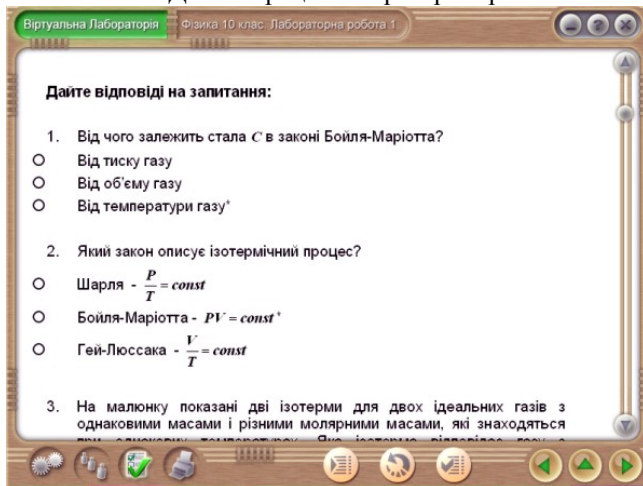 Віртуальна Лабораторія
Фізика 10 клас. Лабораторна робота 1
Дайте відповіді на запитання:
1. Від чого залежить стала C в законі Бойля-Маріотта?
Від тиску газу
Від об'єму газу
Від температури газу*
2. Який закон описує ізотермічний процес?
Шарля - P/T = const
Бойля-Маріотта - PV = const*
Гей-Люссака - V/T = const
3. На малюнку показані дві ізотерми для двох ідеальних газів з
однаковими масами і різними молярними масами, які знаходяться